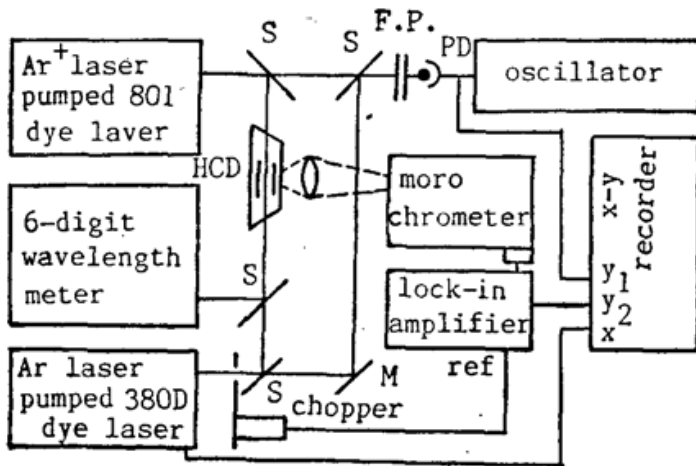 F.P.
S
S
PD
Ar+ laser
pumped 801
dye laver
oscillator
HCD
moro
chrometer
x-y
recorder
6-digit
wavelength
meter
S
lock-in
amplifier
y1
y2
x
Ar laser
pumped 380D
dye laser
S
M
ref
chopper